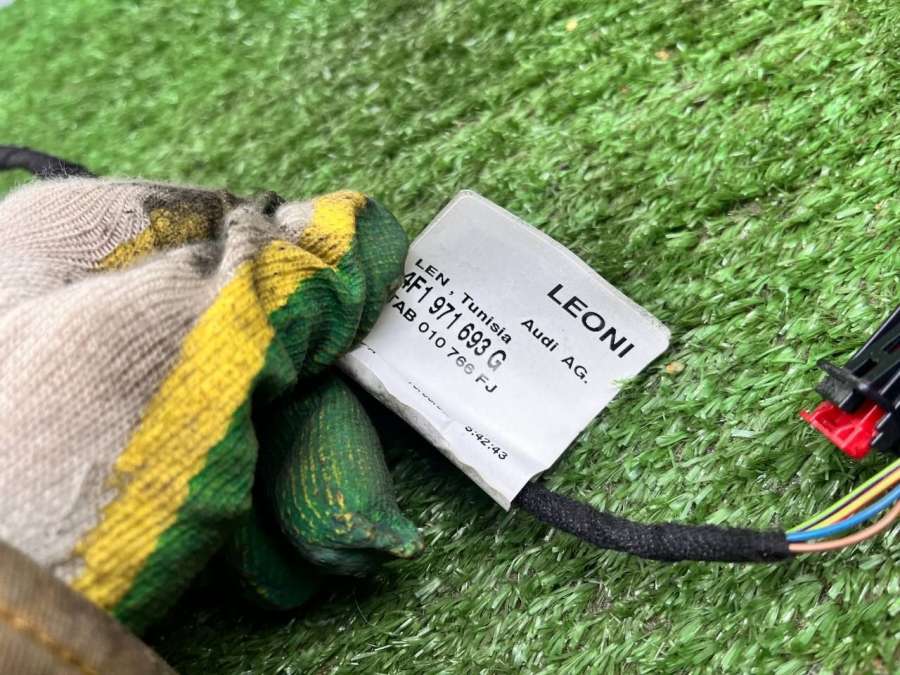 LEONI
Audi AG.
LEN, Tunisia
4F1 971 693 G
TAB 010 766 FJ
5:42:43